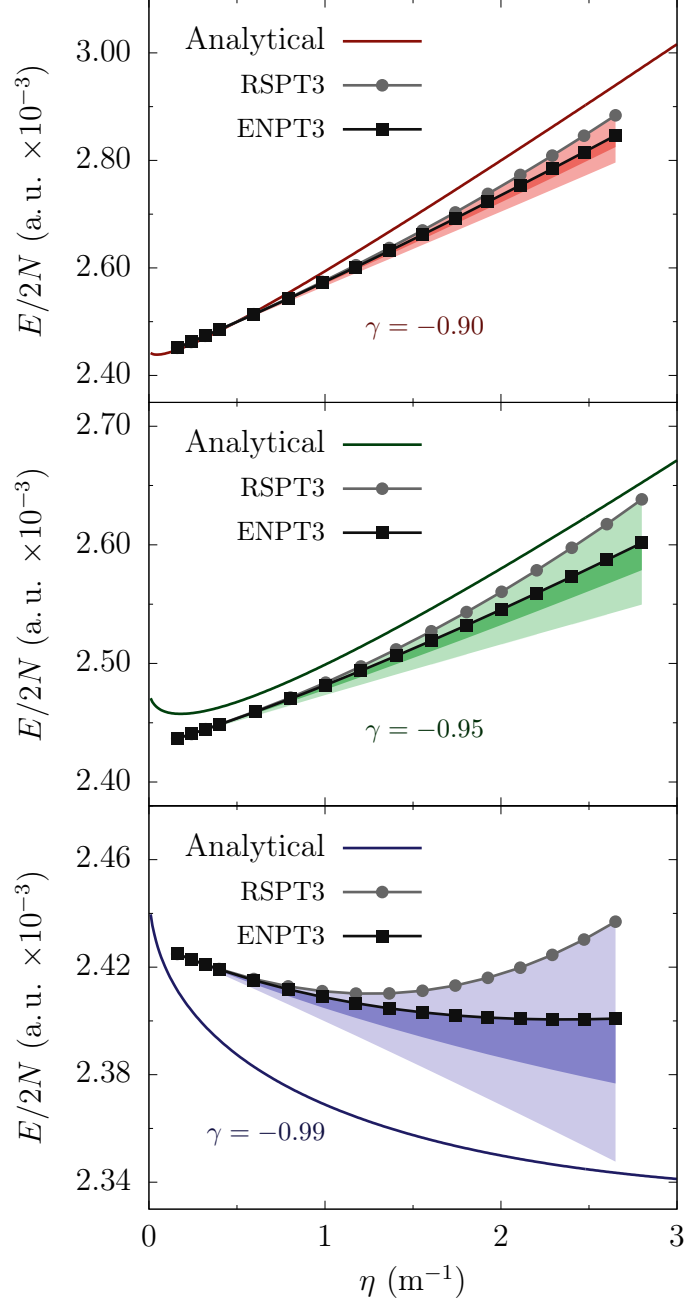 3.00
2.80
2.60
2.40
E/2N (a. u. ×10⁻³)
Analytical
RSPT3
ENPT3
γ = −0.90
2.70
2.60
2.50
2.40
E/2N (a. u. ×10⁻³)
Analytical
RSPT3
ENPT3
γ = −0.95
2.46
2.42
2.38
2.34
E/2N (a. u. ×10⁻³)
Analytical
RSPT3
ENPT3
γ = −0.99
0 1 2 3
η (m⁻¹)